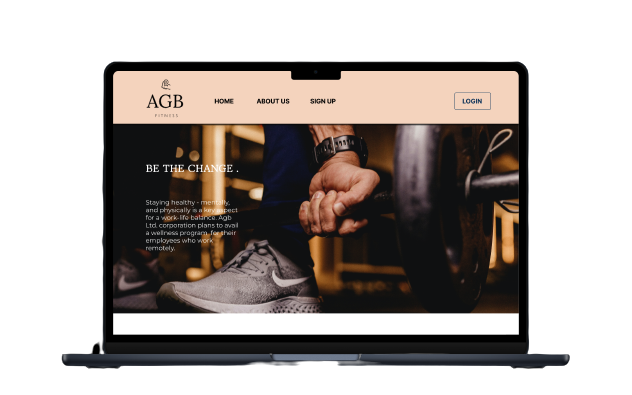 AGB
FITNESS
HOME
ABOUT US
SIGN UP
LOGIN
BE THE CHANGE .
Staying healthy - mentally,
and physically is a key aspect
for a work-life balance. Agb
Ltd. corporation plans to avail
a wellness program, for their
employees who work
remotely.